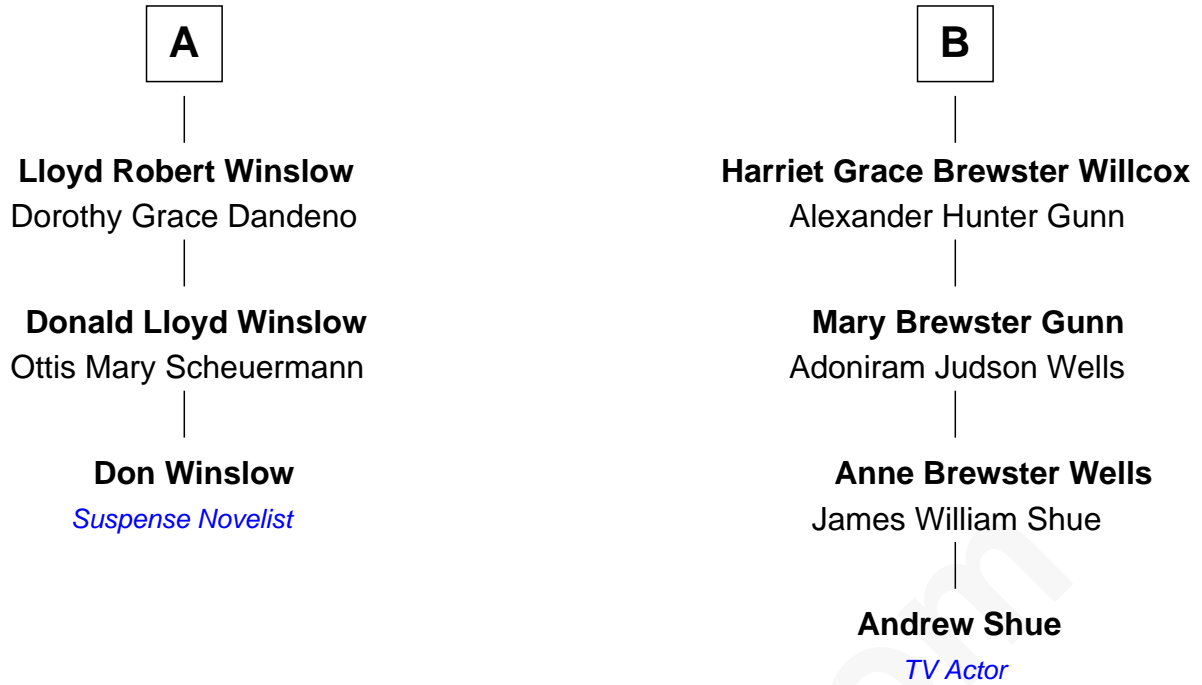 A
Lloyd Robert Winslow
Dorothy Grace Dandeno
Donald Lloyd Winslow
Ottis Mary Scheuermann
Don Winslow
Suspense Novelist
B
Harriet Grace Brewster Willcox
Alexander Hunter Gunn
Mary Brewster Gunn
Adoniram Judson Wells
Anne Brewster Wells
James William Shue
Andrew Shue
TV Actor
om